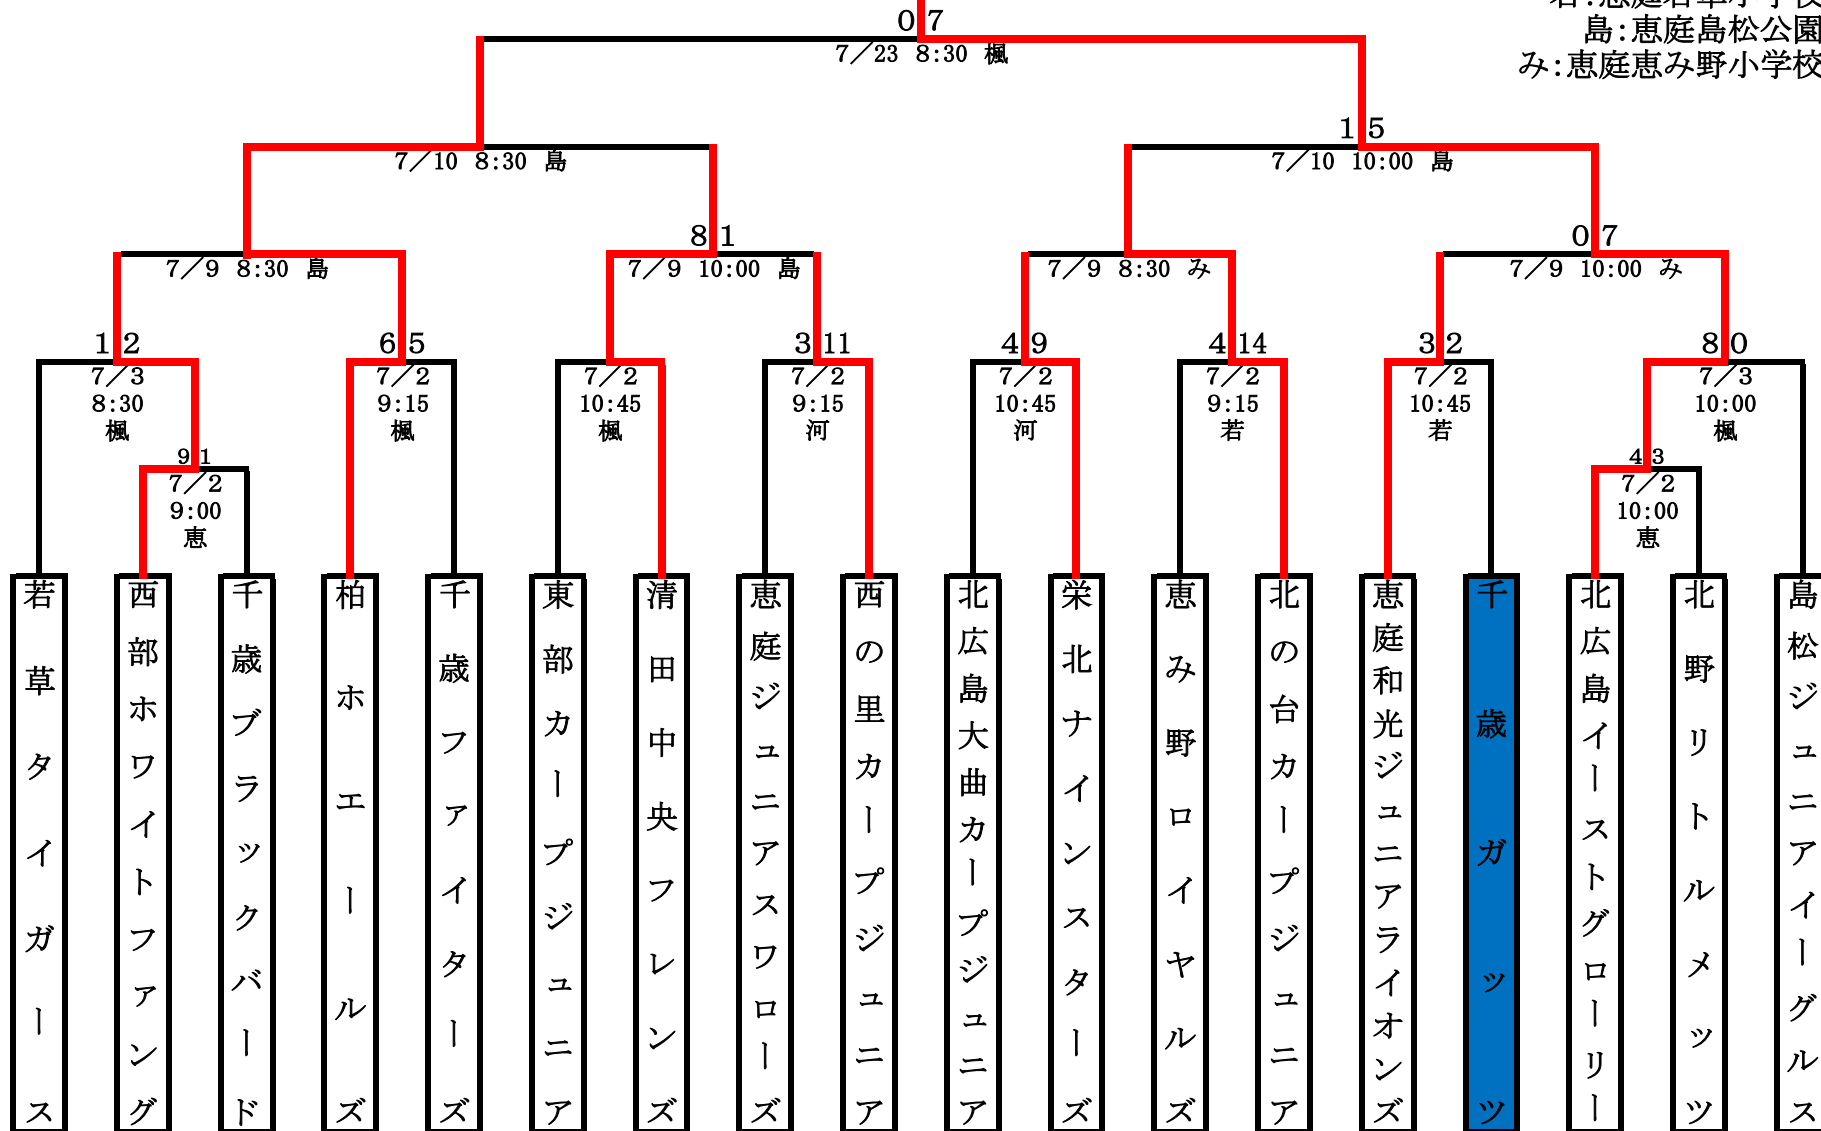 若:恵庭若草小学校
島:恵庭島松公園
み:恵庭恵み野小学校
0 7
7/23 8:30 楓
7/10 8:30 島
1 5
7/10 10:00 島
7/9 8:30 島
8 1
7/9 10:00 島
7/9 8:30 み
0 7
7/9 10:00 み
1 2
7/3
8:30
楓
6 5
7/2
9:15
楓
7/2
10:45
楓
3 11
7/2
9:15
河
4 9
7/2
10:45
河
4 14
7/2
9:15
若
3 2
7/2
10:45
若
8 0
7/3
10:00
楓
9 1
7/2
9:00
恵
4 3
7/2
10:00
恵
若草タイガース
西部ホワイトファング
千歳ブラックバード
柏ホエールズ
千歳ファイターズ
東部カープジュニア
清田中央フレンズ
恵庭ジュニアスワローズ
西の里カープジュニア
北広島大曲カープジュニア
栄北ナインスターズ
恵み野ロイヤルズ
北の台カープジュニア
恵庭和光ジュニアライオンズ
千歳ガッツ
北広島イーストグローリー
北野リトルメッツ
島松ジュニアイーグルス